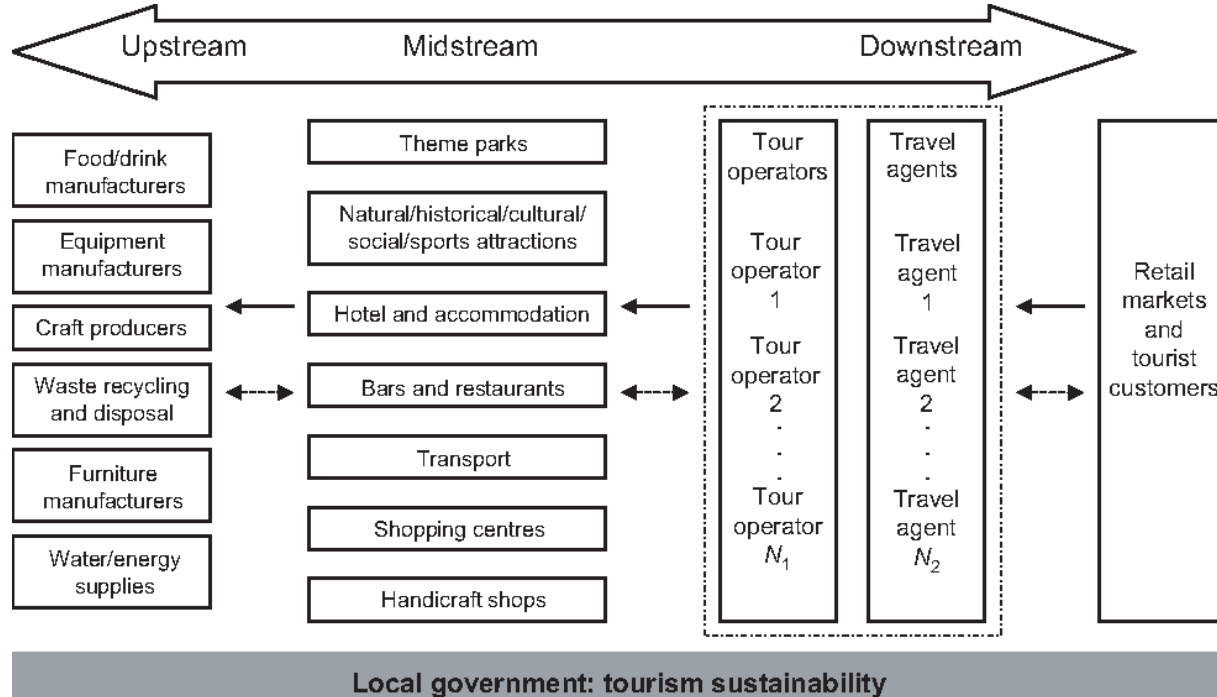 Upstream
Midstream
Downstream
Food/drink
manufacturers
Equipment
manufacturers
Craft producers
Waste recycling
and disposal
Furniture
manufacturers
Water/energy
supplies
Theme parks
Natural/historical/cultural/
social/sports attractions
Hotel and accommodation
Bars and restaurants
Transport
Shopping centres
Handicraft shops
Tour
operators
Tour
operator
1
Tour
operator
2
.
.
.
Tour
operator
N₁
Travel
agents
Travel
agent
1
Travel
agent
2
.
.
.
Travel
agent
N₂
Retail
markets
and
tourist
customers
Local government: tourism sustainability